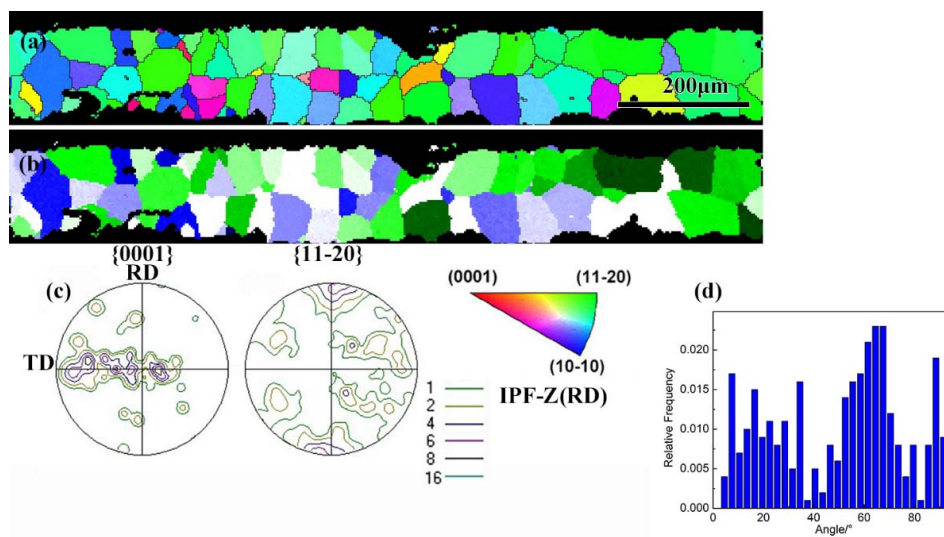 (a)
200μm
(b)
{0001} {11-20}
RD
(c)
TD
(0001) (11-20)
(10-10)
IPF-Z(RD)
1
2
4
6
8
16
(d)
Relative Frequency
0.020
0.015
0.010
0.005
0.000
0 20 40 60 80
Angle/°